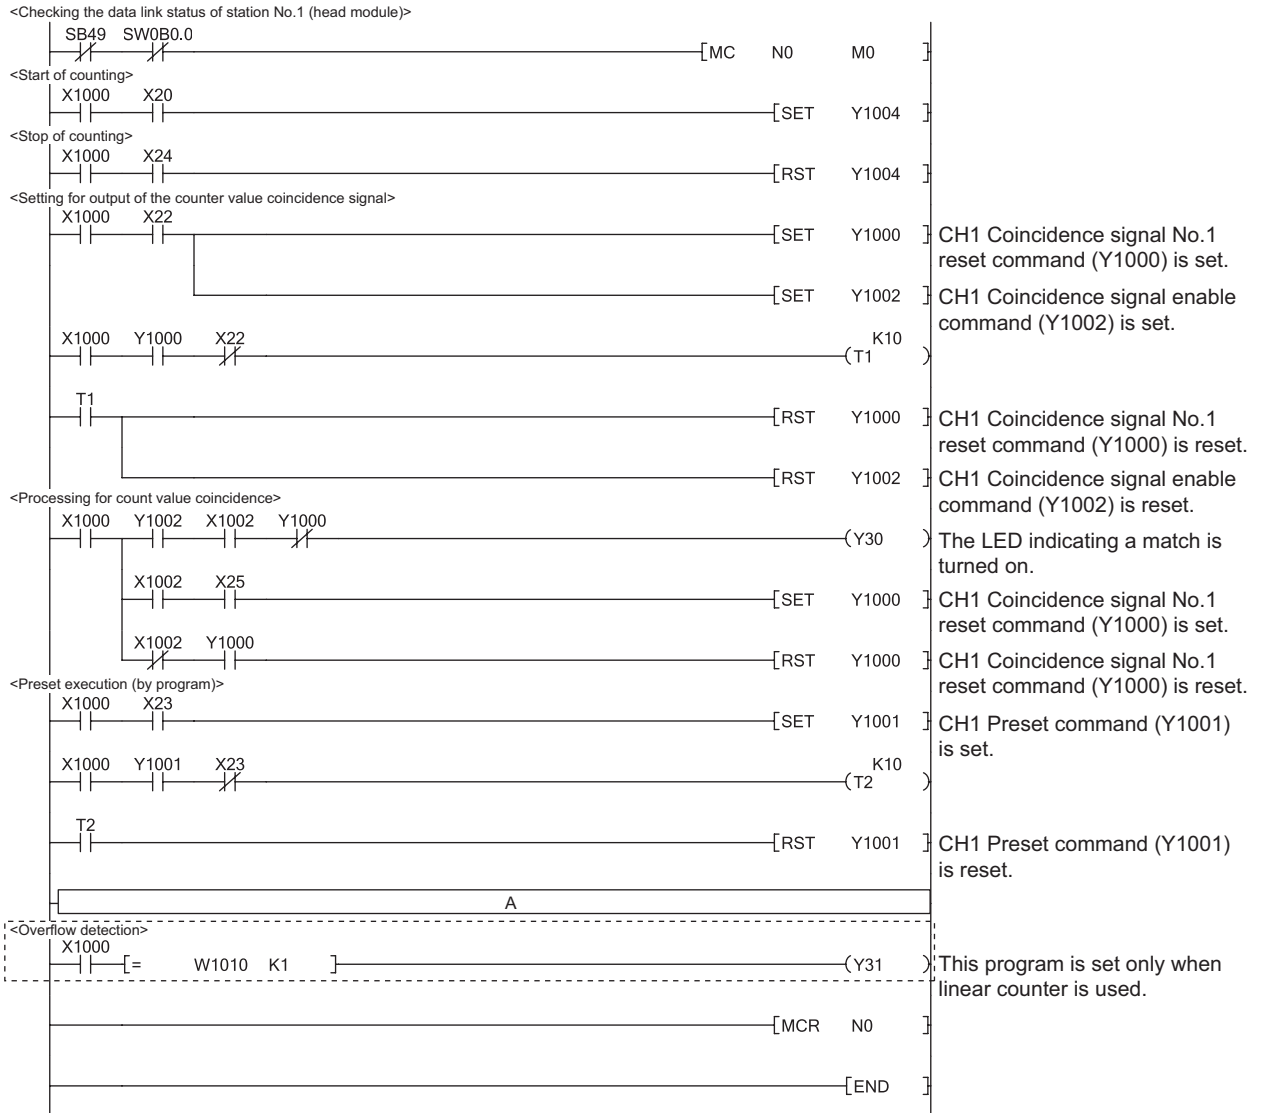 <Checking the data link status of station No.1 (head module)>
SB49 SW0B0.0
MC N0 M0
<Start of counting>
X1000 X20
SET Y1004
<Stop of counting>
X1000 X24
RST Y1004
<Setting for output of the counter value coincidence signal>
X1000 X22
SET Y1000 CH1 Coincidence signal No.1
reset command (Y1000) is set.
SET Y1002 CH1 Coincidence signal enable
command (Y1002) is set.
X1000 Y1000 X22 K10
T1
T1
RST Y1000 CH1 Coincidence signal No.1
reset command (Y1000) is reset.
RST Y1002 CH1 Coincidence signal enable
command (Y1002) is reset.
<Processing for count value coincidence>
X1000 Y1002 X1002 Y1000
Y30 The LED indicating a match is
turned on.
X1002 X25
SET Y1000 CH1 Coincidence signal No.1
reset command (Y1000) is set.
X1002 Y1000
RST Y1000 CH1 Coincidence signal No.1
reset command (Y1000) is reset.
<Preset execution (by program)>
X1000 X23
SET Y1001 CH1 Preset command (Y1001)
is set.
X1000 Y1001 X23 K10
T2
T2
RST Y1001 CH1 Preset command (Y1001)
is reset.
A
<Overflow detection>
X1000
= W1010 K1 Y31 This program is set only when
linear counter is used.
MCR N0
END